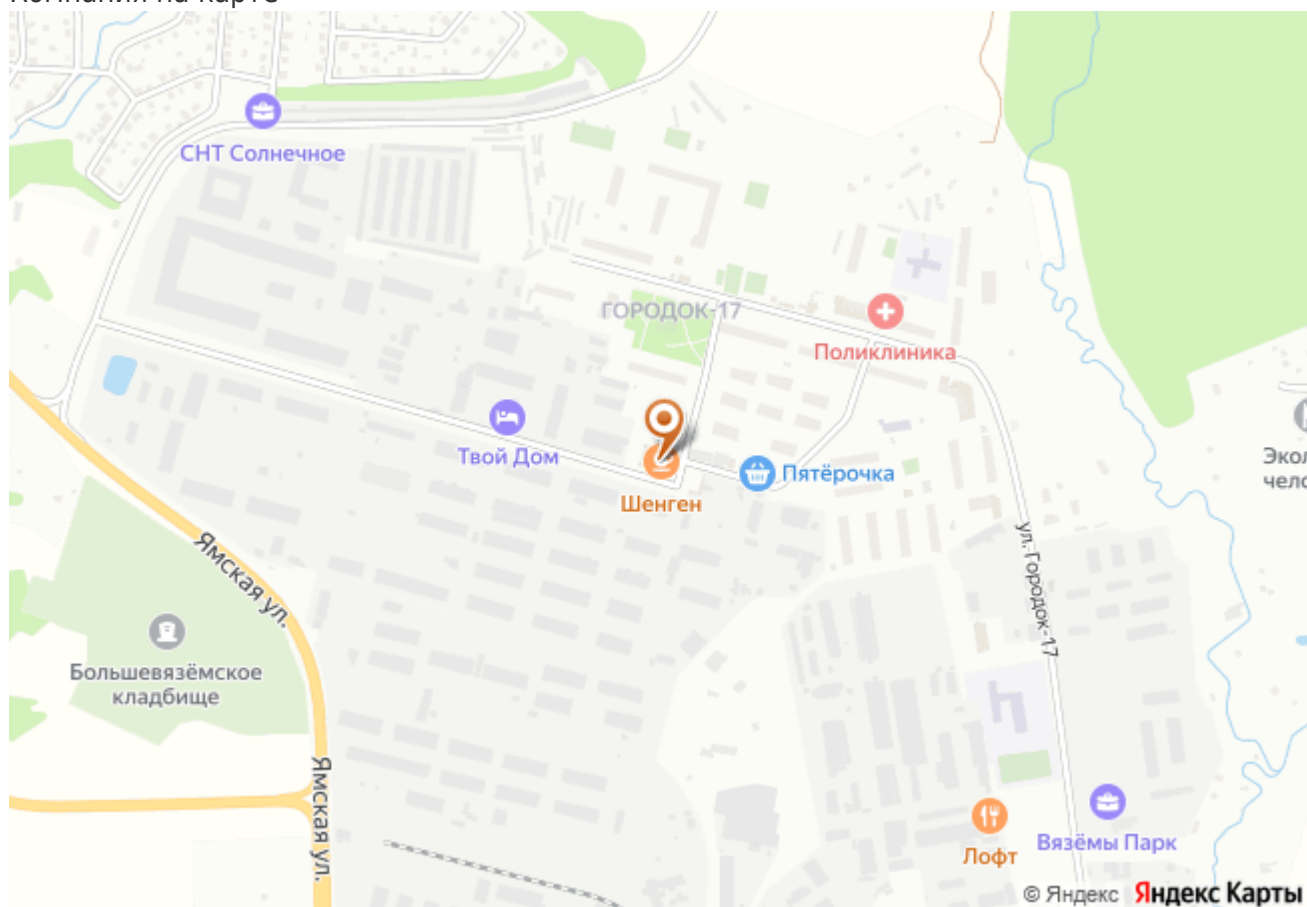 СНТ Солнечное
ГОРОДОК-17
Поликлиника
Твой Дом
Пятёрочка
Шенген
ул. Городок-17
Ямская ул.
Большевязёмское
кладбище
Ямская ул.
Вязёмы Парк
Лофт
© Яндекс Яндекс Карты